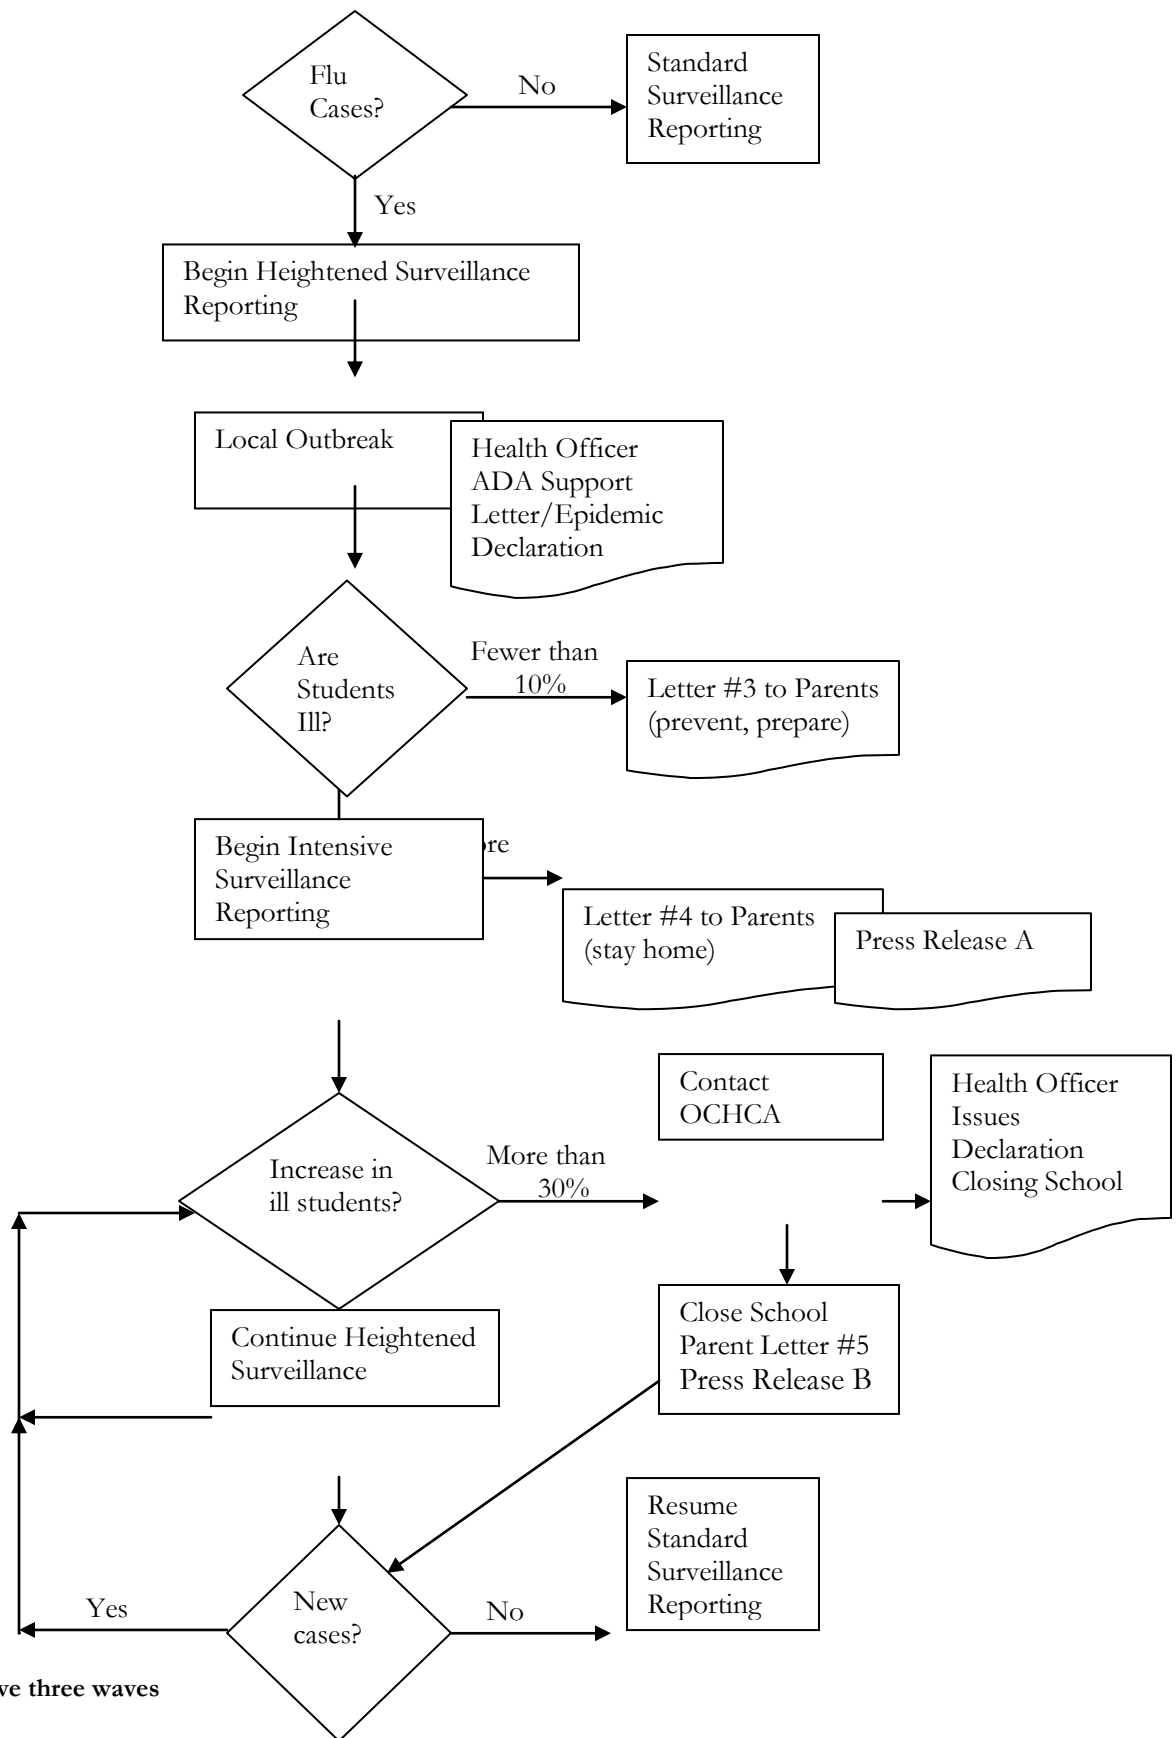 Flu
Cases?
No
Standard
Surveillance
Reporting
Yes
Begin Heightened Surveillance
Reporting
Local Outbreak
Health Officer
ADA Support
Letter/Epidemic
Declaration
Are
Students
Ill?
Fewer than
10%
Letter #3 to Parents
(prevent, prepare)
Begin Intensive
Surveillance
Reporting
Letter #4 to Parents
(stay home)
Press Release A
Contact
OCHCA
Health Officer
Issues
Declaration
Closing School
Increase in
ill students?
More than
30%
Continue Heightened
Surveillance
Close School
Parent Letter #5
Press Release B
Resume
Standard
Surveillance
Reporting
New
cases?
Yes
No
three waves